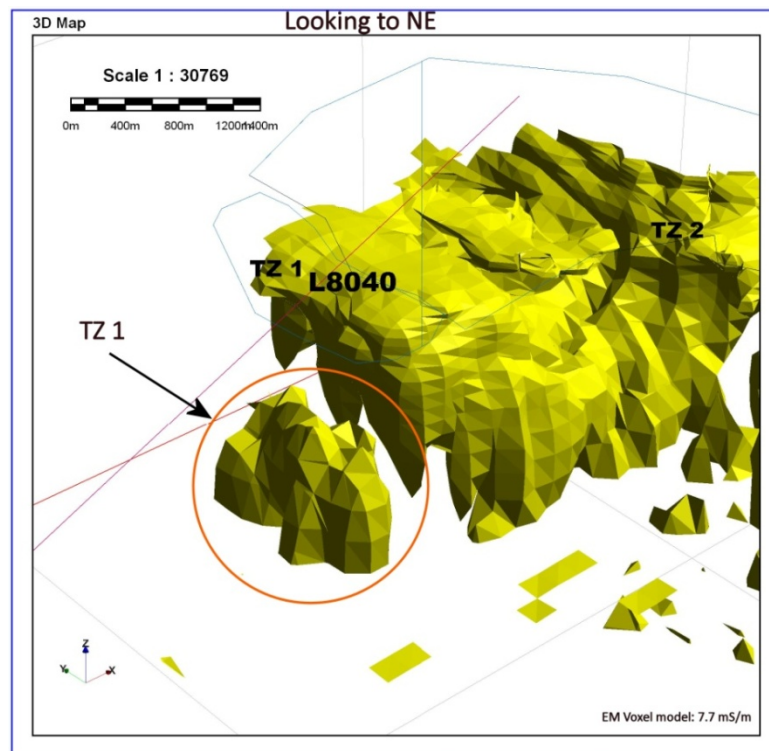 Looking to NE
3D Map
Scale 1 : 30769
0m 400m 800m 1200m 1400m
TZ 2
TZ 1
L8040
TZ 1
Z
Y X
EM Voxel model: 7.7 mS/m